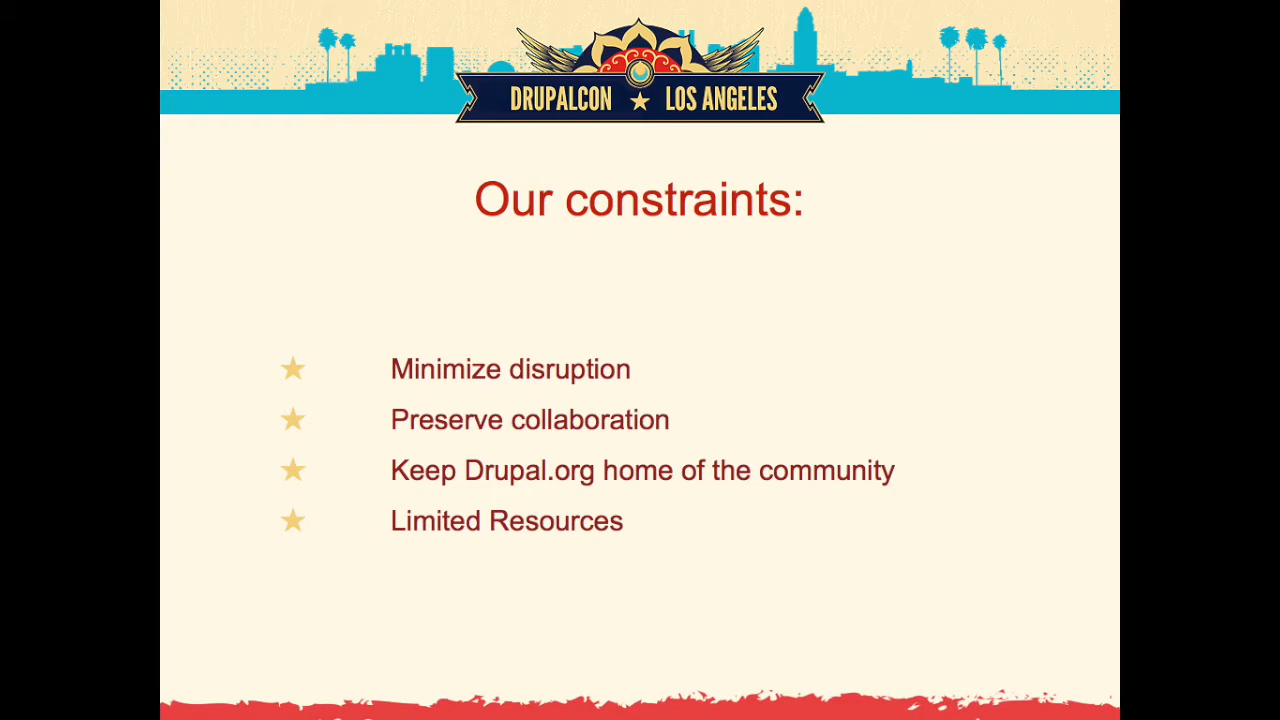 DRUPALCON ★ LOS ANGELES
Our constraints:
★ Minimize disruption
★ Preserve collaboration
★ Keep Drupal.org home of the community
★ Limited Resources